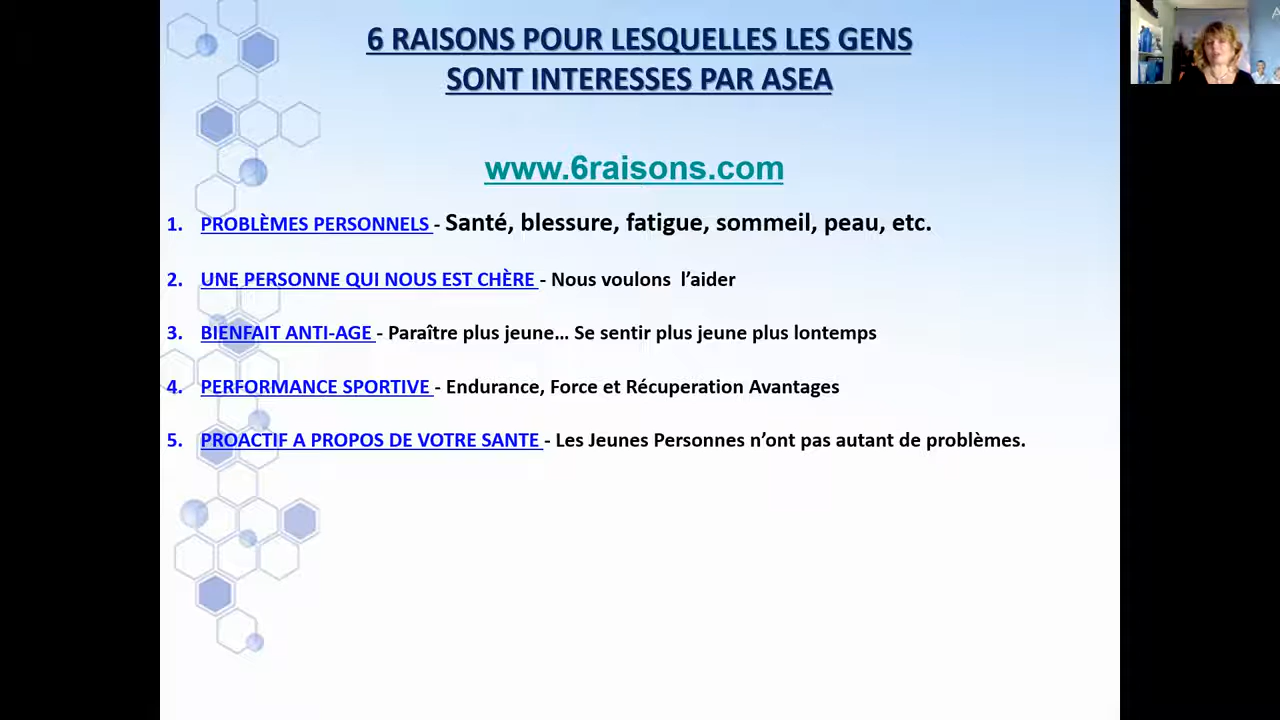 6 RAISONS POUR LESQUELLES LES GENS
SONT INTERESSES PAR ASEA
www.6raisons.com
1. PROBLÈMES PERSONNELS - Santé, blessure, fatigue, sommeil, peau, etc.
2. UNE PERSONNE QUI NOUS EST CHÈRE - Nous voulons l’aider
3. BIENFAIT ANTI-AGE - Paraître plus jeune… Se sentir plus jeune plus lontemps
4. PERFORMANCE SPORTIVE - Endurance, Force et Récuperation Avantages
5. PROACTIF A PROPOS DE VOTRE SANTE - Les Jeunes Personnes n’ont pas autant de problèmes.